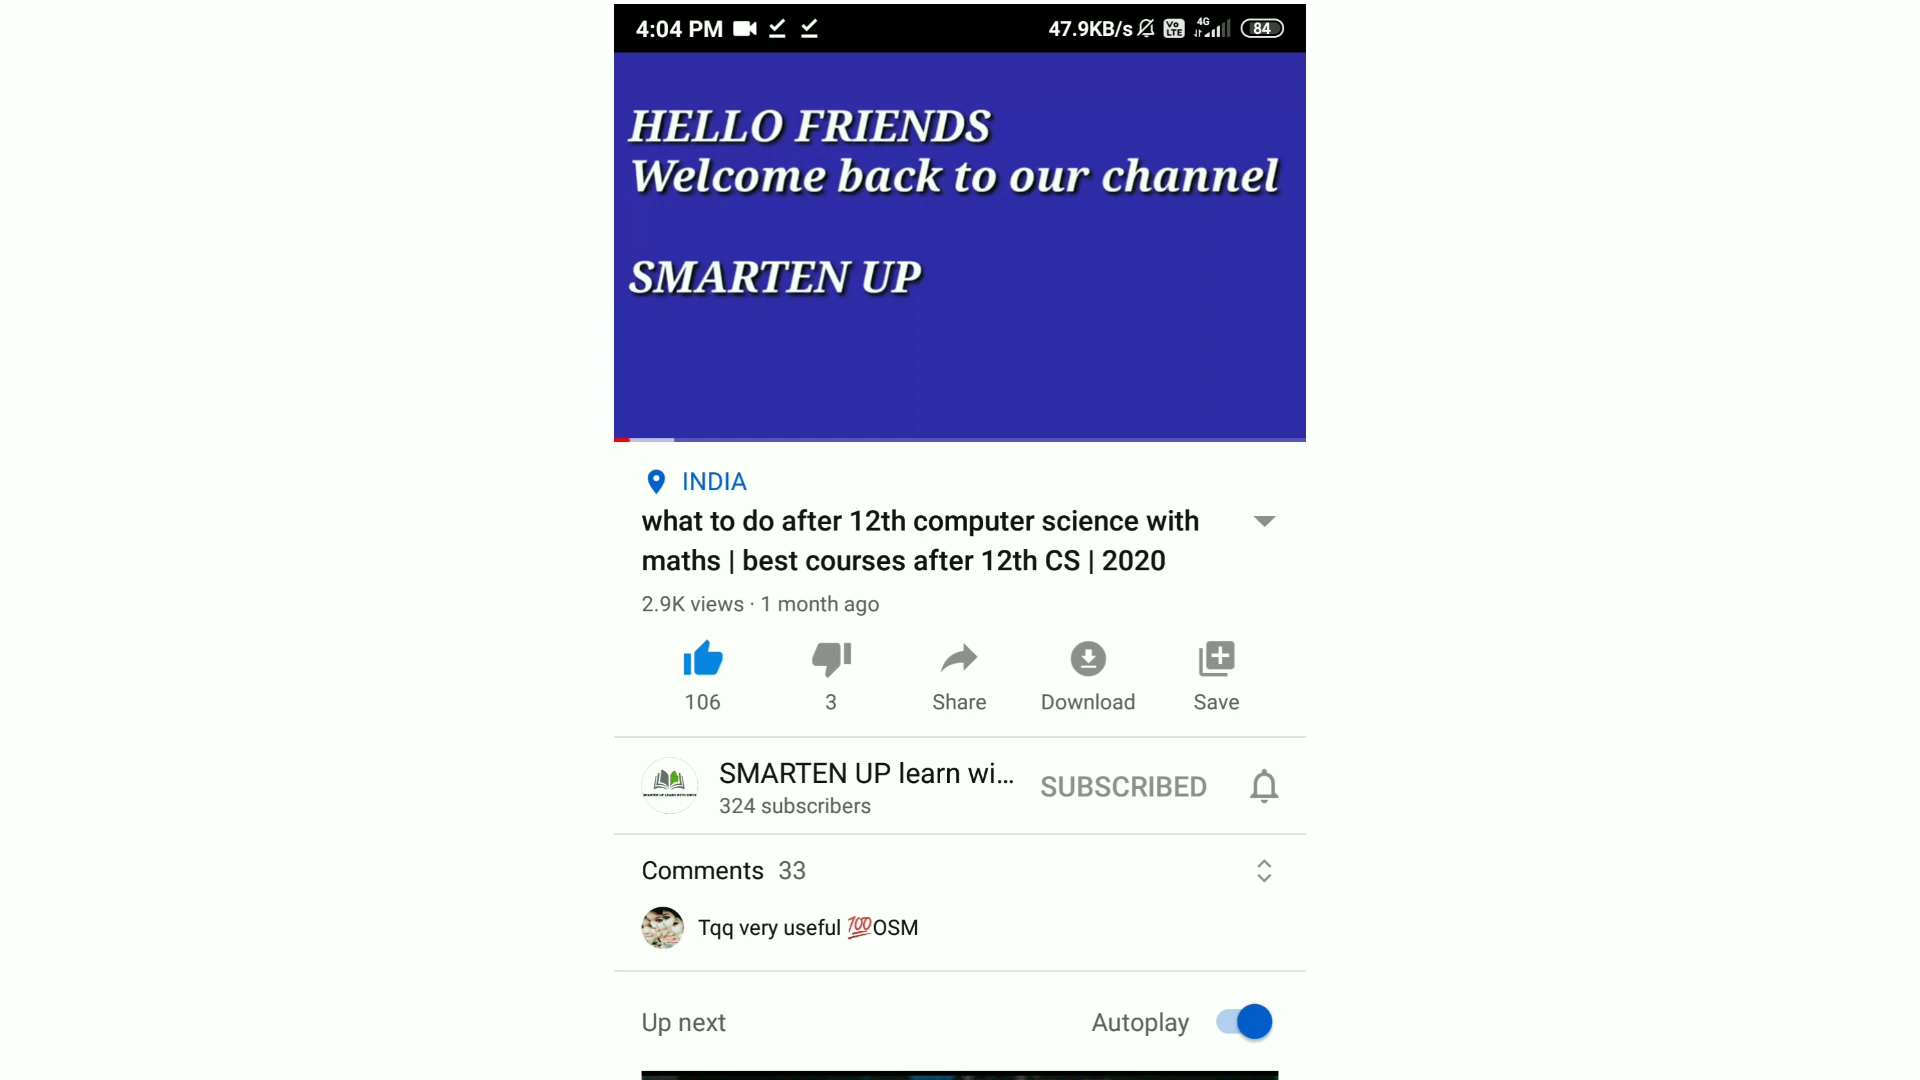 4:04 PM 47.9KB/s Vo LTE 4G 84
HELLO FRIENDS
Welcome back to our channel
SMARTEN UP
INDIA
what to do after 12th computer science with
maths | best courses after 12th CS | 2020
2.9K views · 1 month ago
106 3 Share Download Save
SMARTEN UP learn wi... SUBSCRIBED
324 subscribers
Comments 33
Tqq very useful 💯OSM
Up next Autoplay